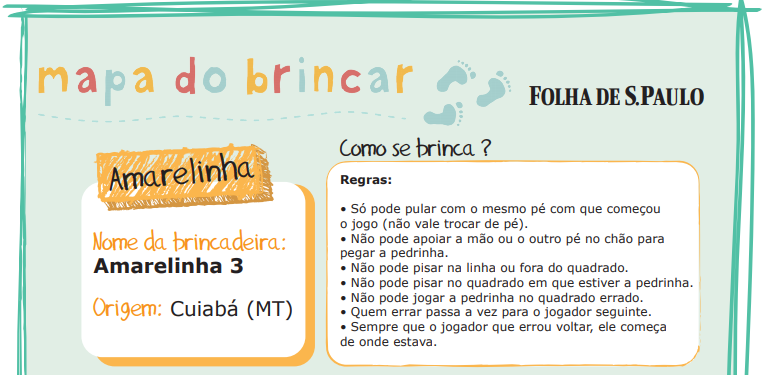 mapa do brincar
FOLHA DE S.PAULO
Amarelinha
Nome da brincadeira:
Amarelinha 3
Origem: Cuiabá (MT)
Como se brinca ?
Regras:
• Só pode pular com o mesmo pé com que começou
o jogo (não vale trocar de pé).
• Não pode apoiar a mão ou o outro pé no chão para
pegar a pedrinha.
• Não pode pisar na linha ou fora do quadrado.
• Não pode pisar no quadrado em que estiver a pedrinha.
• Não pode jogar a pedrinha no quadrado errado.
• Quem errar passa a vez para o jogador seguinte.
• Sempre que o jogador que errou voltar, ele começa
de onde estava.